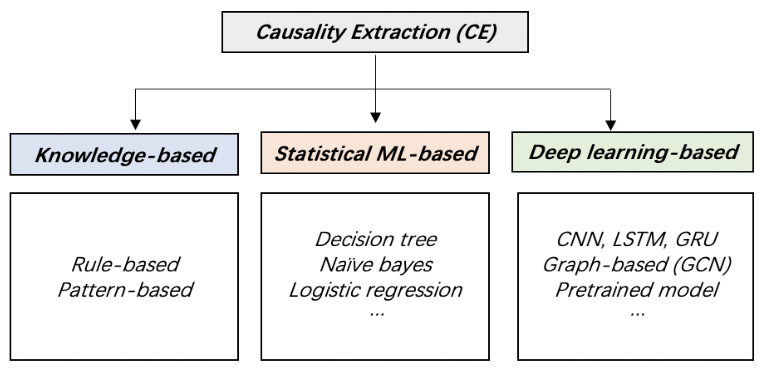 Causality Extraction (CE)
Knowledge-based
Statistical ML-based
Deep learning-based
Rule-based
Pattern-based
Decision tree
Naïve bayes
Logistic regression
...
CNN, LSTM, GRU
Graph-based (GCN)
Pretrained model
...